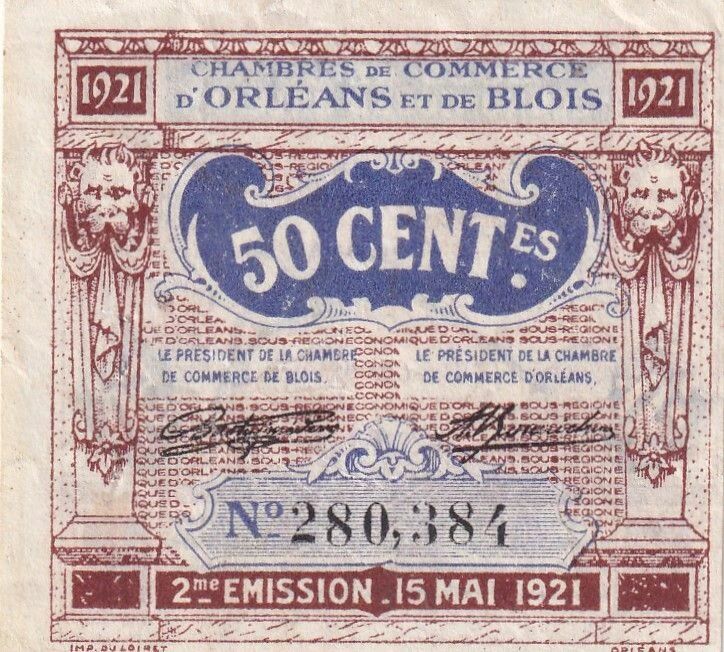 1921 CHAMBRES DE COMMERCE 1921
D'ORLÉANS ET DE BLOIS
50 CENTES.
LE PRÉSIDENT DE LA CHAMBRE
DE COMMERCE DE BLOIS.
LE PRÉSIDENT DE LA CHAMBRE
DE COMMERCE D'ORLÉANS,
No 280,384
2me EMISSION _ 15 MAI 1921
IMP. DU LOIRET ORLÉANS